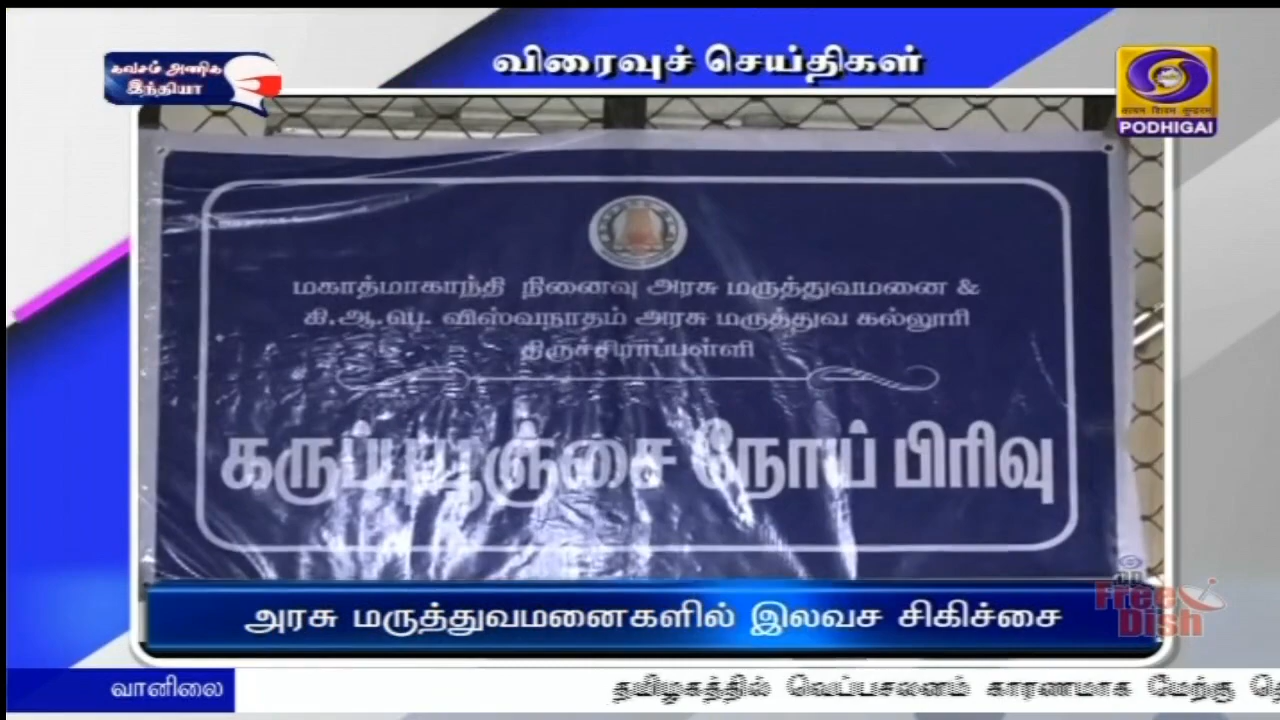 விரைவுச் செய்திகள்
கவசம் அணிக
இந்தியா
PODHIGAI
மகாத்மாகாந்தி நினைவு அரசு மருத்துவமனை &
கி.ஆ.பெ. விஸ்வநாதம் அரசு மருத்துவ கல்லூரி
திருச்சிராப்பள்ளி
கருப்பு பூஞ்சை நோய் பிரிவு
அரசு மருத்துவமனைகளில் இலவச சிகிச்சை
Free
Dish
வானிலை
தமிழகத்தில் வெப்பசலனம் காரணமாக மேற்கு